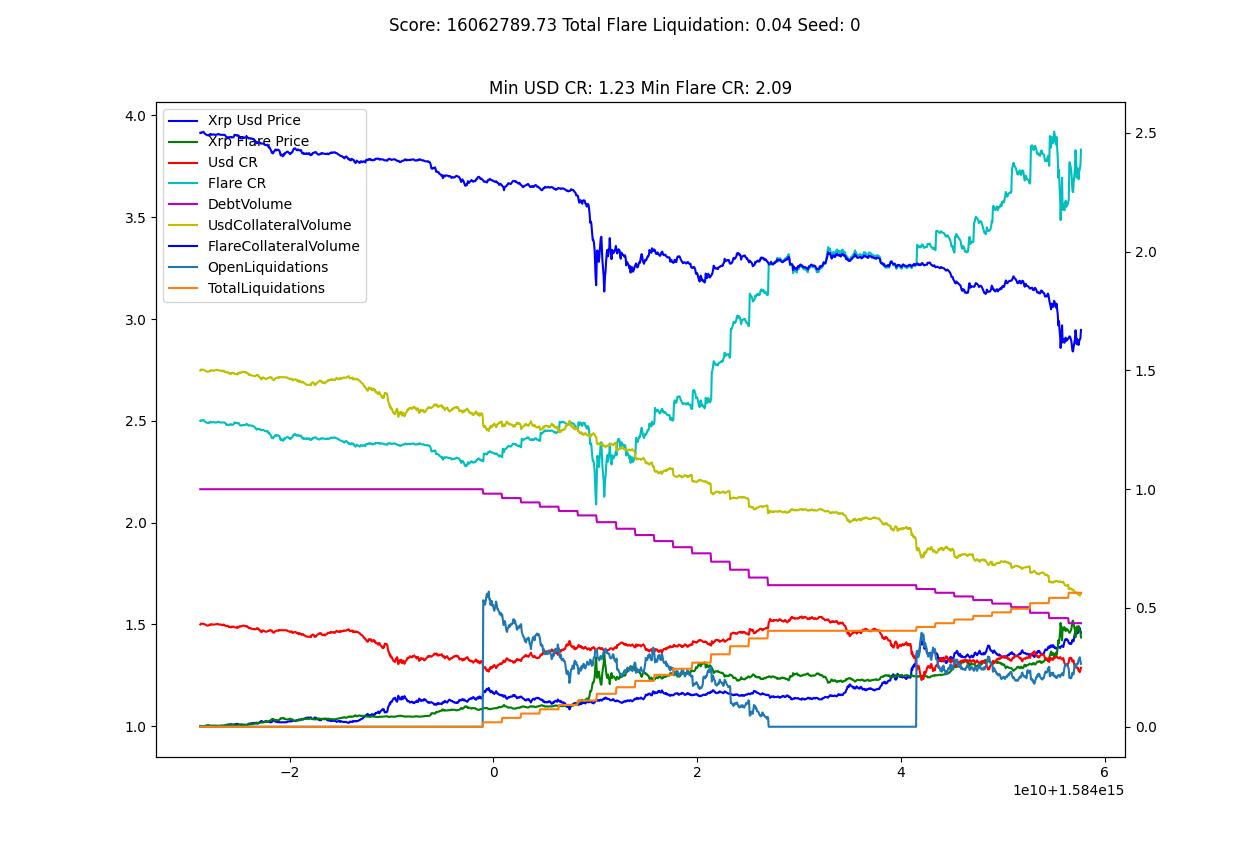 Score: 16062789.73 Total Flare Liquidation: 0.04 Seed: 0
Min USD CR: 1.23 Min Flare CR: 2.09
Xrp Usd Price
Xrp Flare Price
Usd CR
Flare CR
DebtVolume
UsdCollateralVolume
FlareCollateralVolume
OpenLiquidations
TotalLiquidations
4.0
3.5
3.0
2.5
2.0
1.5
1.0
2.5
2.0
1.5
1.0
0.5
0.0
−2
0
2
4
6
1e10+1.584e15